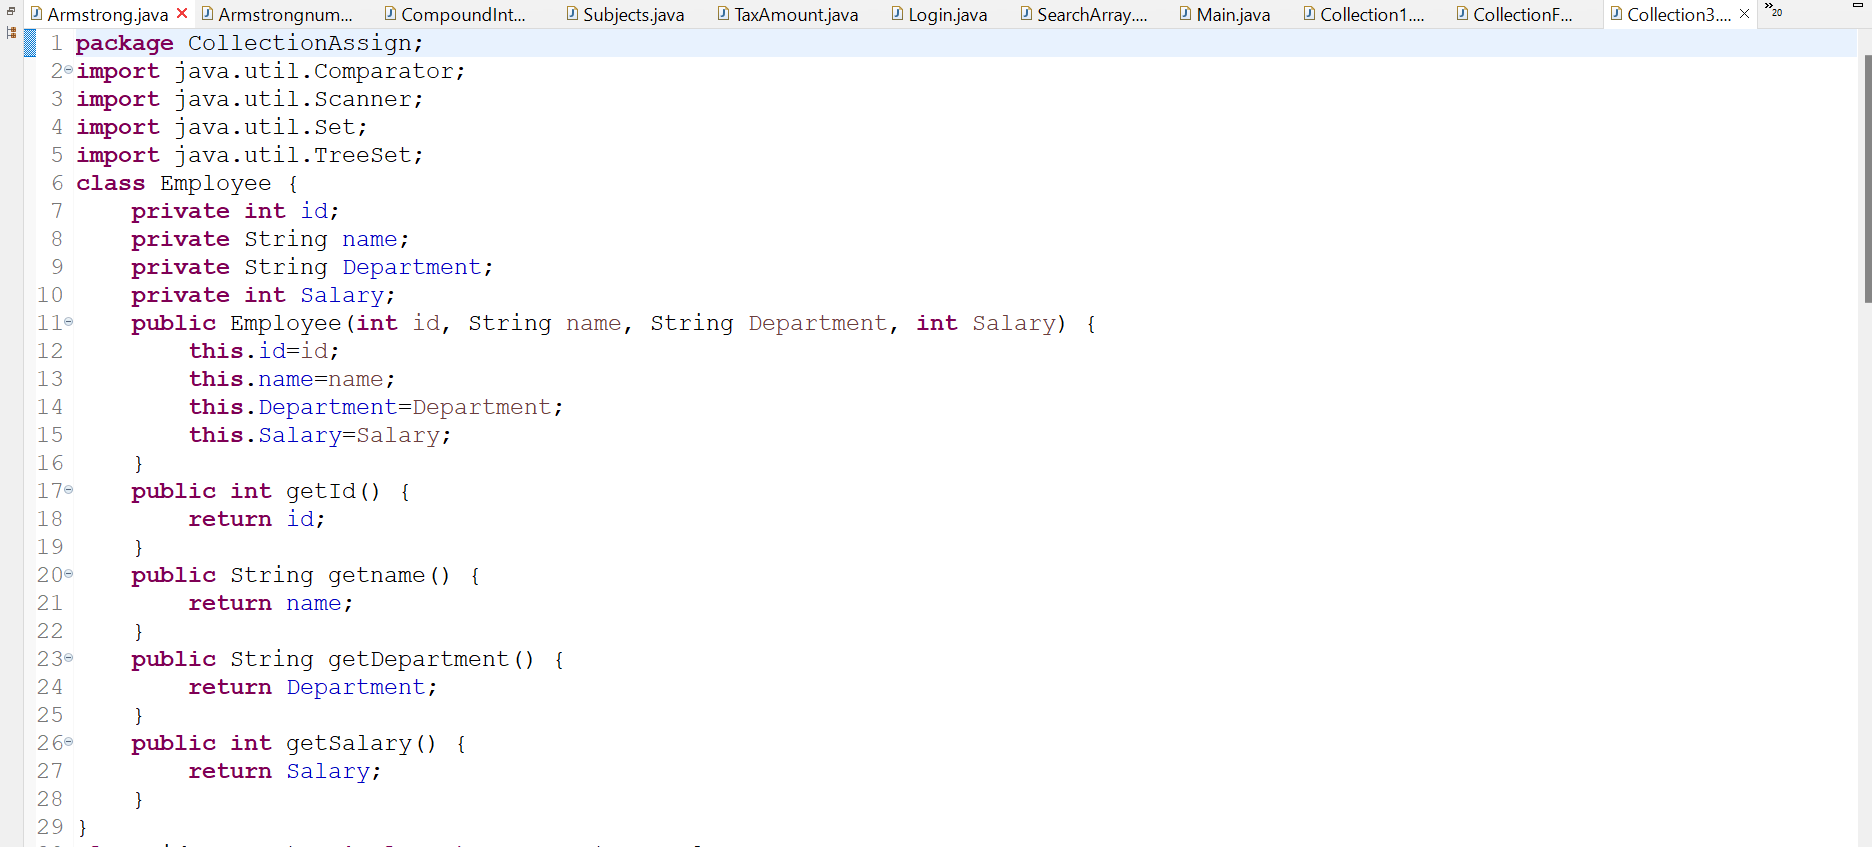 Armstrong.java Armstrongnum... CompoundInt... Subjects.java TaxAmount.java Login.java SearchArray.... Main.java Collection1.... CollectionF... Collection3.... »20
1 package CollectionAssign;
2 import java.util.Comparator;
3 import java.util.Scanner;
4 import java.util.Set;
5 import java.util.TreeSet;
6 class Employee {
7     private int id;
8     private String name;
9     private String Department;
10     private int Salary;
11     public Employee(int id, String name, String Department, int Salary) {
12         this.id=id;
13         this.name=name;
14         this.Department=Department;
15         this.Salary=Salary;
16     }
17     public int getId() {
18         return id;
19     }
20     public String getname() {
21         return name;
22     }
23     public String getDepartment() {
24         return Department;
25     }
26     public int getSalary() {
27         return Salary;
28     }
29 }